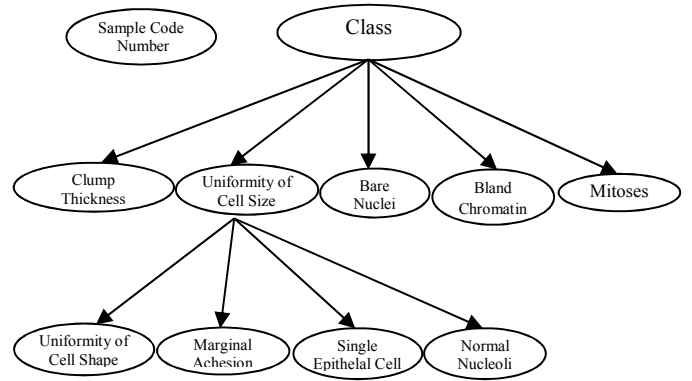 Sample Code
Number
Class
Clump
Thickness
Uniformity of
Cell Size
Bare
Nuclei
Bland
Chromatin
Mitoses
Uniformity of
Cell Shape
Marginal
Achesion
Single
Epithelal Cell
Normal
Nucleoli